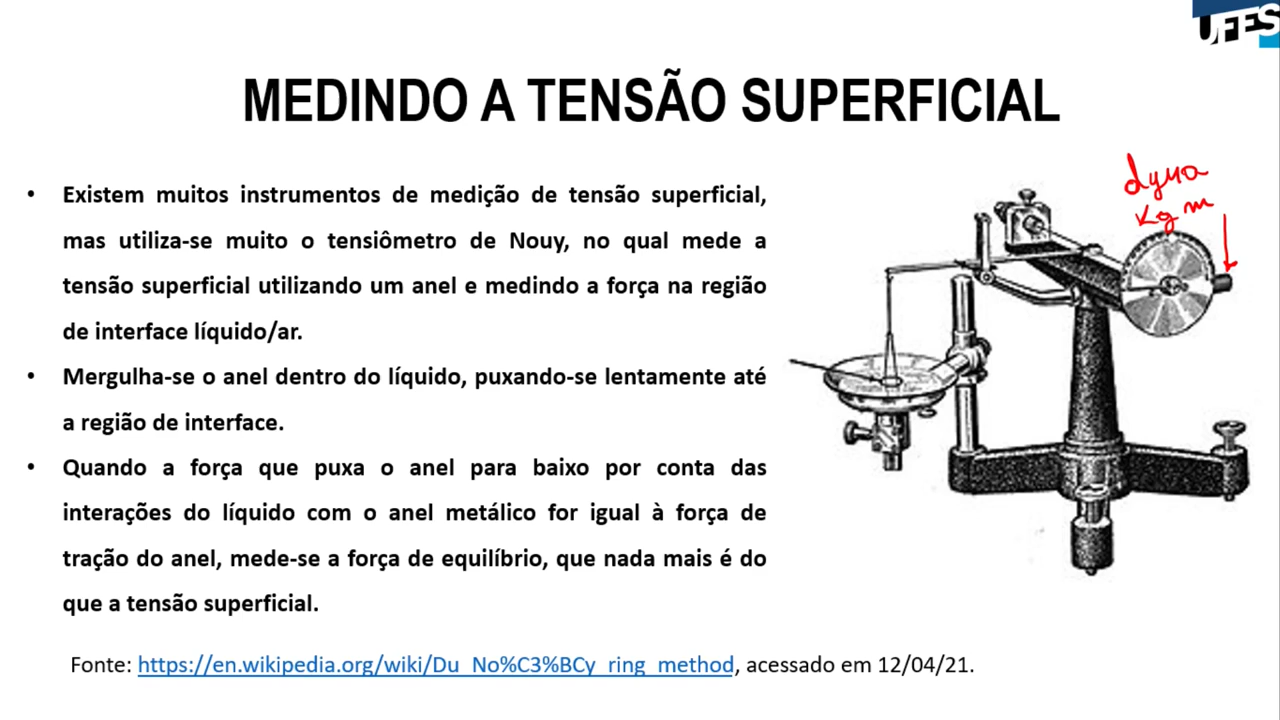 UFES
MEDINDO A TENSÃO SUPERFICIAL
• Existem muitos instrumentos de medição de tensão superficial,
mas utiliza-se muito o tensiômetro de Nouy, no qual mede a
tensão superficial utilizando um anel e medindo a força na região
de interface líquido/ar.
• Mergulha-se o anel dentro do líquido, puxando-se lentamente até
a região de interface.
• Quando a força que puxa o anel para baixo por conta das
interações do líquido com o anel metálico for igual à força de
tração do anel, mede-se a força de equilíbrio, que nada mais é do
que a tensão superficial.
dyna
kg m
Fonte: https://en.wikipedia.org/wiki/Du_No%C3%BCy_ring_method, acessado em 12/04/21.